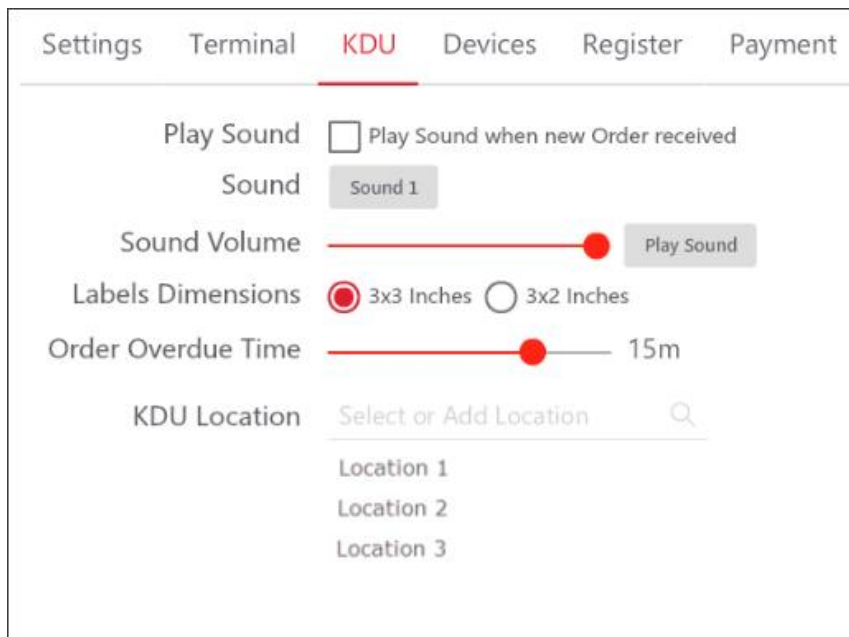 Settings Terminal KDU Devices Register Payment
Play Sound Play Sound when new Order received
Sound Sound 1
Sound Volume Play Sound
Labels Dimensions 3x3 Inches 3x2 Inches
Order Overdue Time 15m
KDU Location Select or Add Location
Location 1
Location 2
Location 3